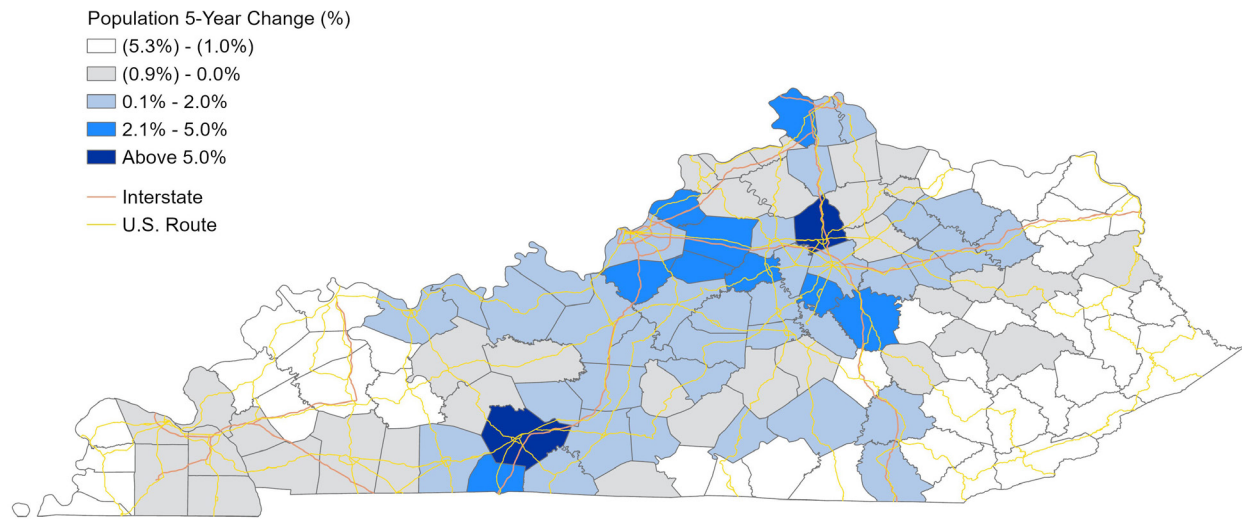 Population 5-Year Change (%)
(5.3%) - (1.0%)
(0.9%) - 0.0%
0.1% - 2.0%
2.1% - 5.0%
Above 5.0%
Interstate
U.S. Route